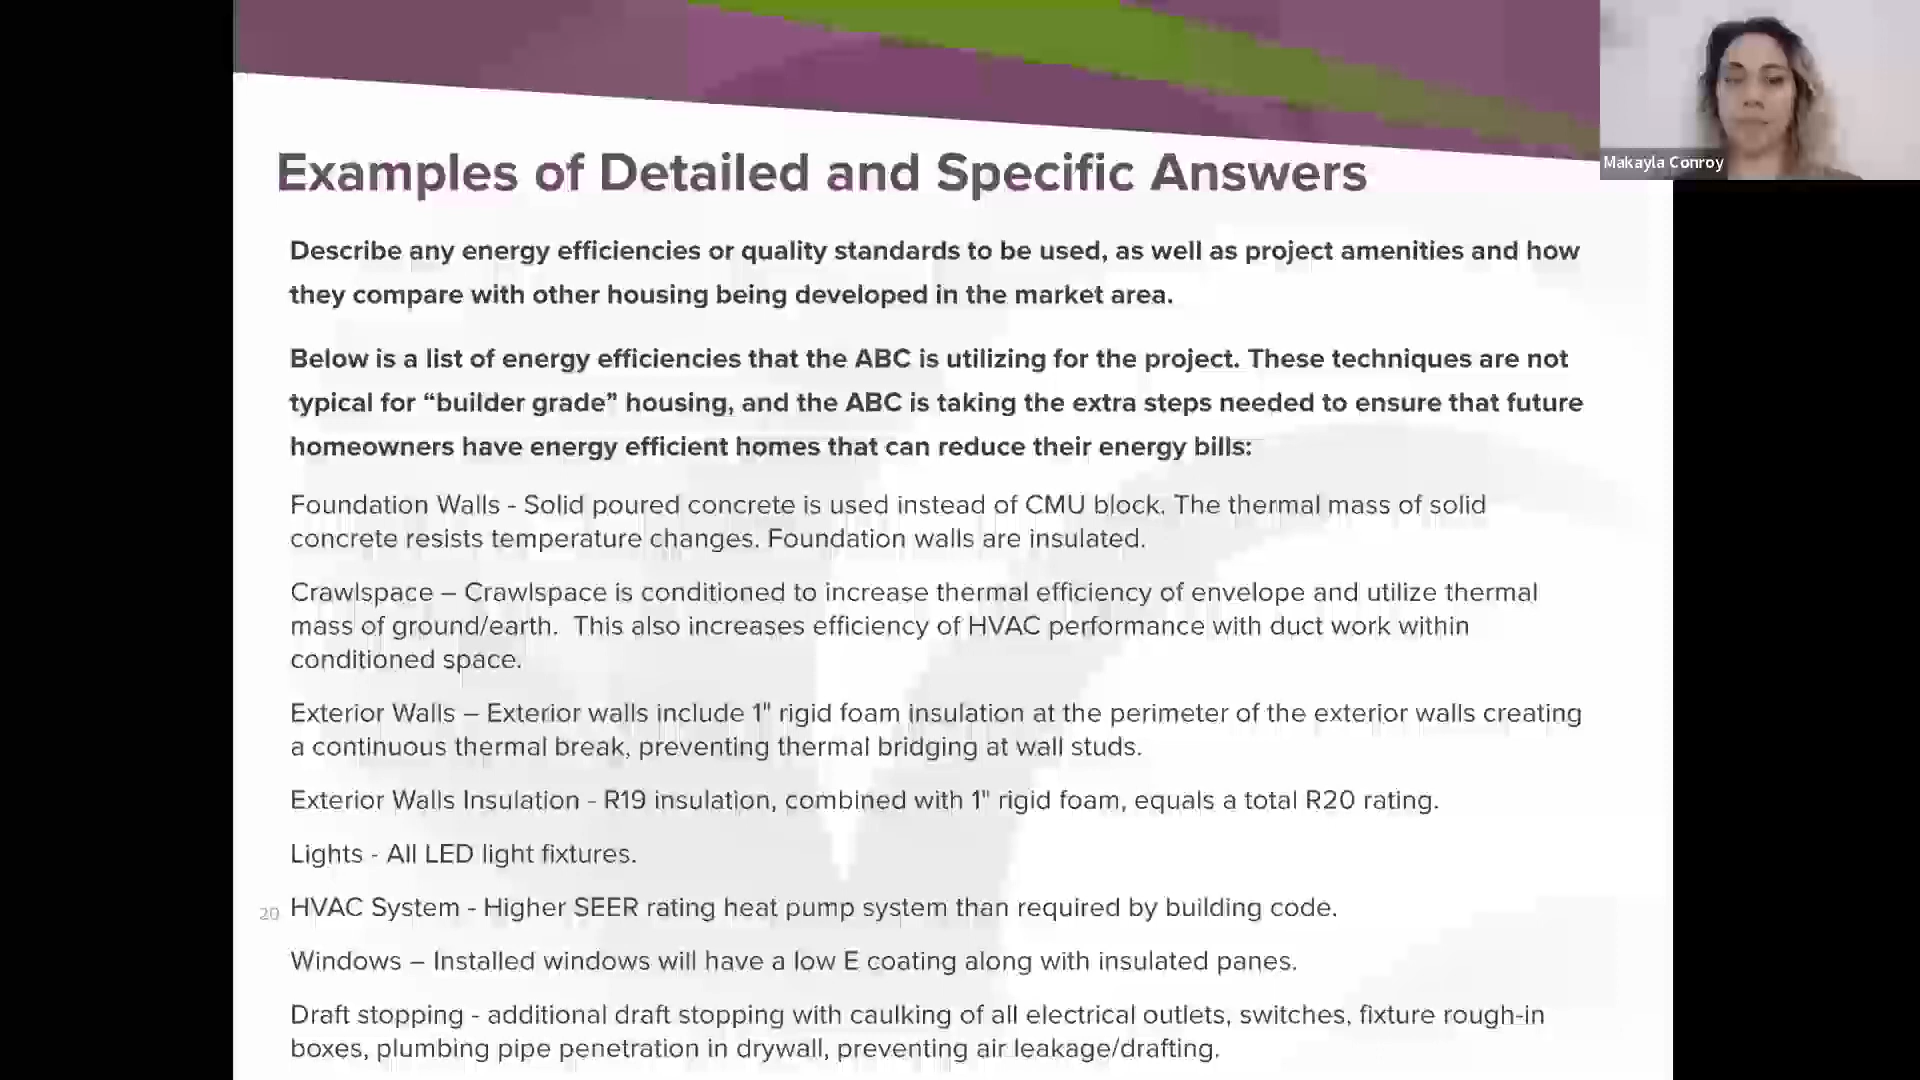 Makayla Conroy
Examples of Detailed and Specific Answers
Describe any energy efficiencies or quality standards to be used, as well as project amenities and how
they compare with other housing being developed in the market area.
Below is a list of energy efficiencies that the ABC is utilizing for the project. These techniques are not
typical for “builder grade” housing, and the ABC is taking the extra steps needed to ensure that future
homeowners have energy efficient homes that can reduce their energy bills:
Foundation Walls - Solid poured concrete is used instead of CMU block. The thermal mass of solid
concrete resists temperature changes. Foundation walls are insulated.
Crawlspace – Crawlspace is conditioned to increase thermal efficiency of envelope and utilize thermal
mass of ground/earth.  This also increases efficiency of HVAC performance with duct work within
conditioned space.
Exterior Walls – Exterior walls include 1" rigid foam insulation at the perimeter of the exterior walls creating
a continuous thermal break, preventing thermal bridging at wall studs.
Exterior Walls Insulation - R19 insulation, combined with 1" rigid foam, equals a total R20 rating.
Lights - All LED light fixtures.
20 HVAC System - Higher SEER rating heat pump system than required by building code.
Windows – Installed windows will have a low E coating along with insulated panes.
Draft stopping - additional draft stopping with caulking of all electrical outlets, switches, fixture rough-in
boxes, plumbing pipe penetration in drywall, preventing air leakage/drafting.